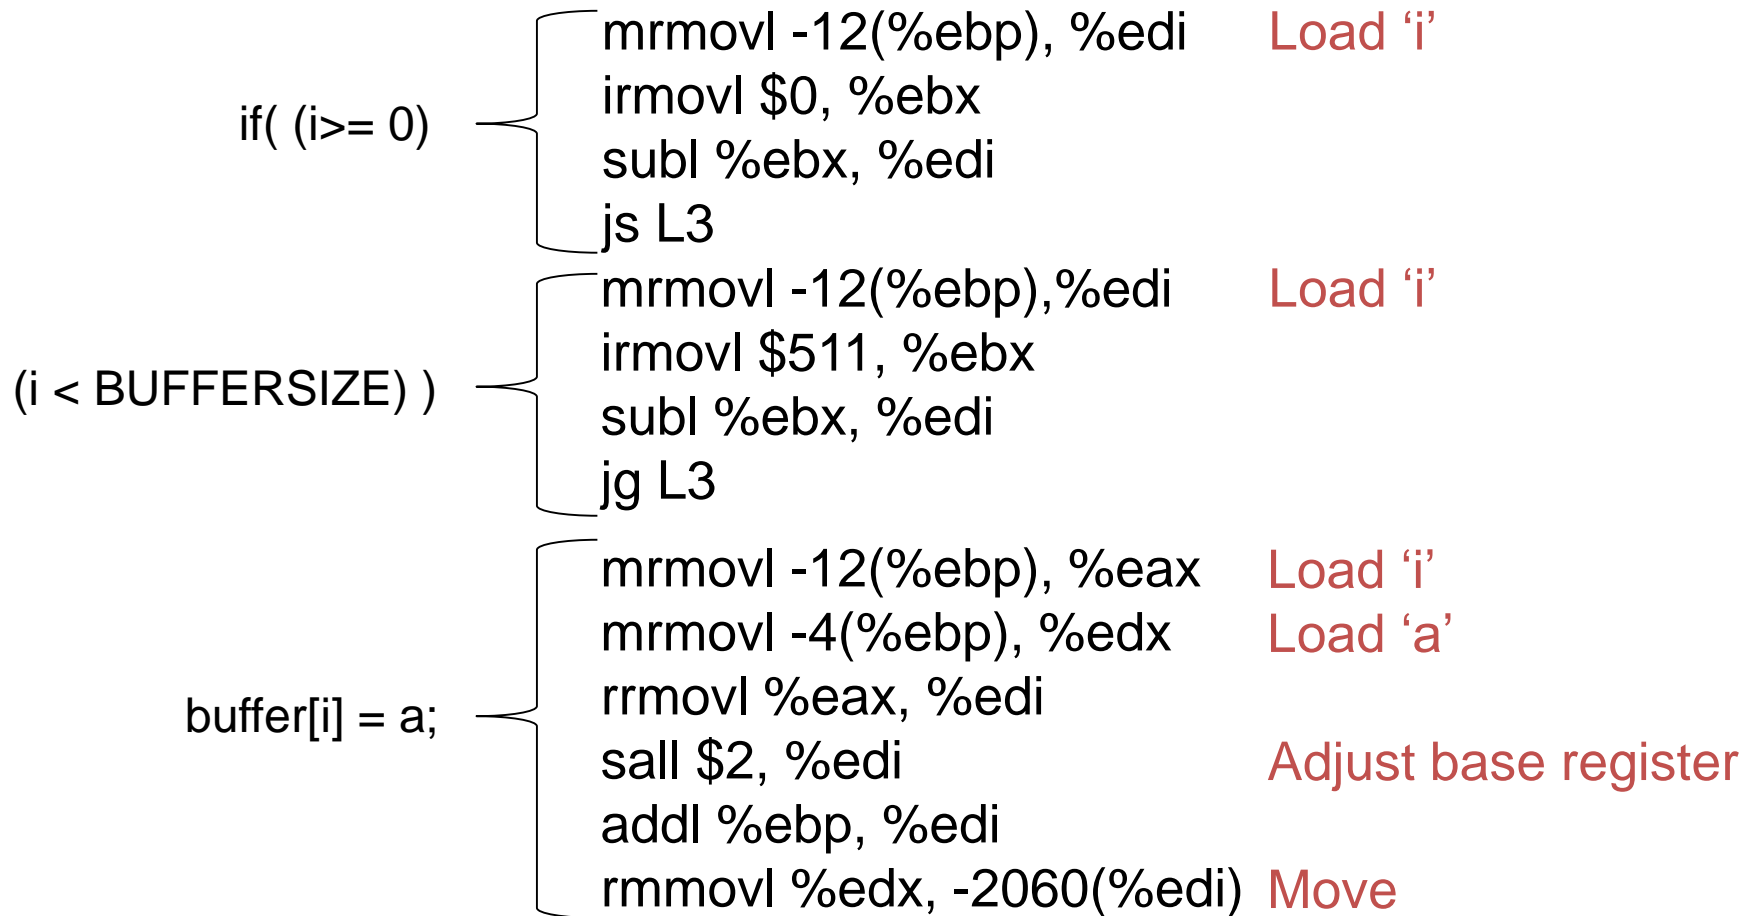 mrmovl -12(%ebp), %edi Load ‘i’
irmovl $0, %ebx
if( (i>= 0)
subl %ebx, %edi
js L3
mrmovl -12(%ebp),%edi Load ‘i’
irmovl $511, %ebx
(i < BUFFERSIZE) )
subl %ebx, %edi
jg L3
mrmovl -12(%ebp), %eax Load ‘i’
mrmovl -4(%ebp), %edx Load ‘a’
rrmovl %eax, %edi
buffer[i] = a;
sall $2, %edi Adjust base register
addl %ebp, %edi
rmmovl %edx, -2060(%edi) Move